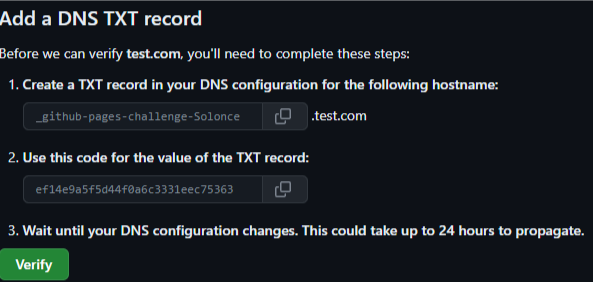 Add a DNS TXT record
Before we can verify test.com, you'll need to complete these steps:
1. Create a TXT record in your DNS configuration for the following hostname:
_github-pages-challenge-Solonce .test.com
2. Use this code for the value of the TXT record:
ef14e9a5f5d44f0a6c3331eec75363
3. Wait until your DNS configuration changes. This could take up to 24 hours to propagate.
Verify